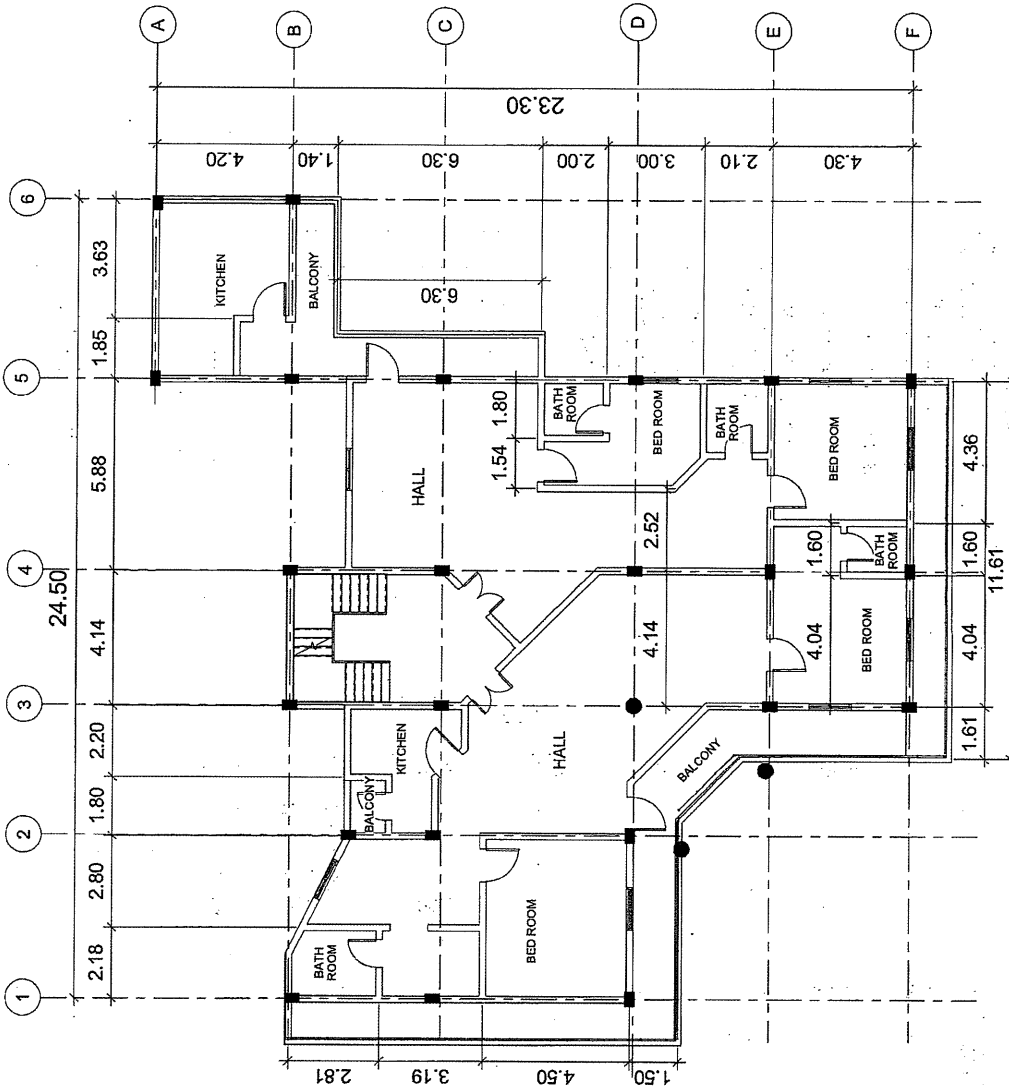 1
2
3
4
5
6
24.50
2.18
2.80
1.80
2.20
4.14
5.88
1.85
3.63
A
B
C
D
E
F
23.30
4.20
1.40
6.30
2.00
3.00
2.10
4.30
KITCHEN
BALCONY
6.30
HALL
1.54
1.80
BATH
ROOM
BED ROOM
BATH
ROOM
BED ROOM
2.52
4.14
1.60
BATH
ROOM
4.04
BED ROOM
4.36
1.60
4.04
1.61
11.61
KITCHEN
BALCONY
HALL
BALCONY
BATH
ROOM
BED ROOM
2.81
3.19
4.50
1.50